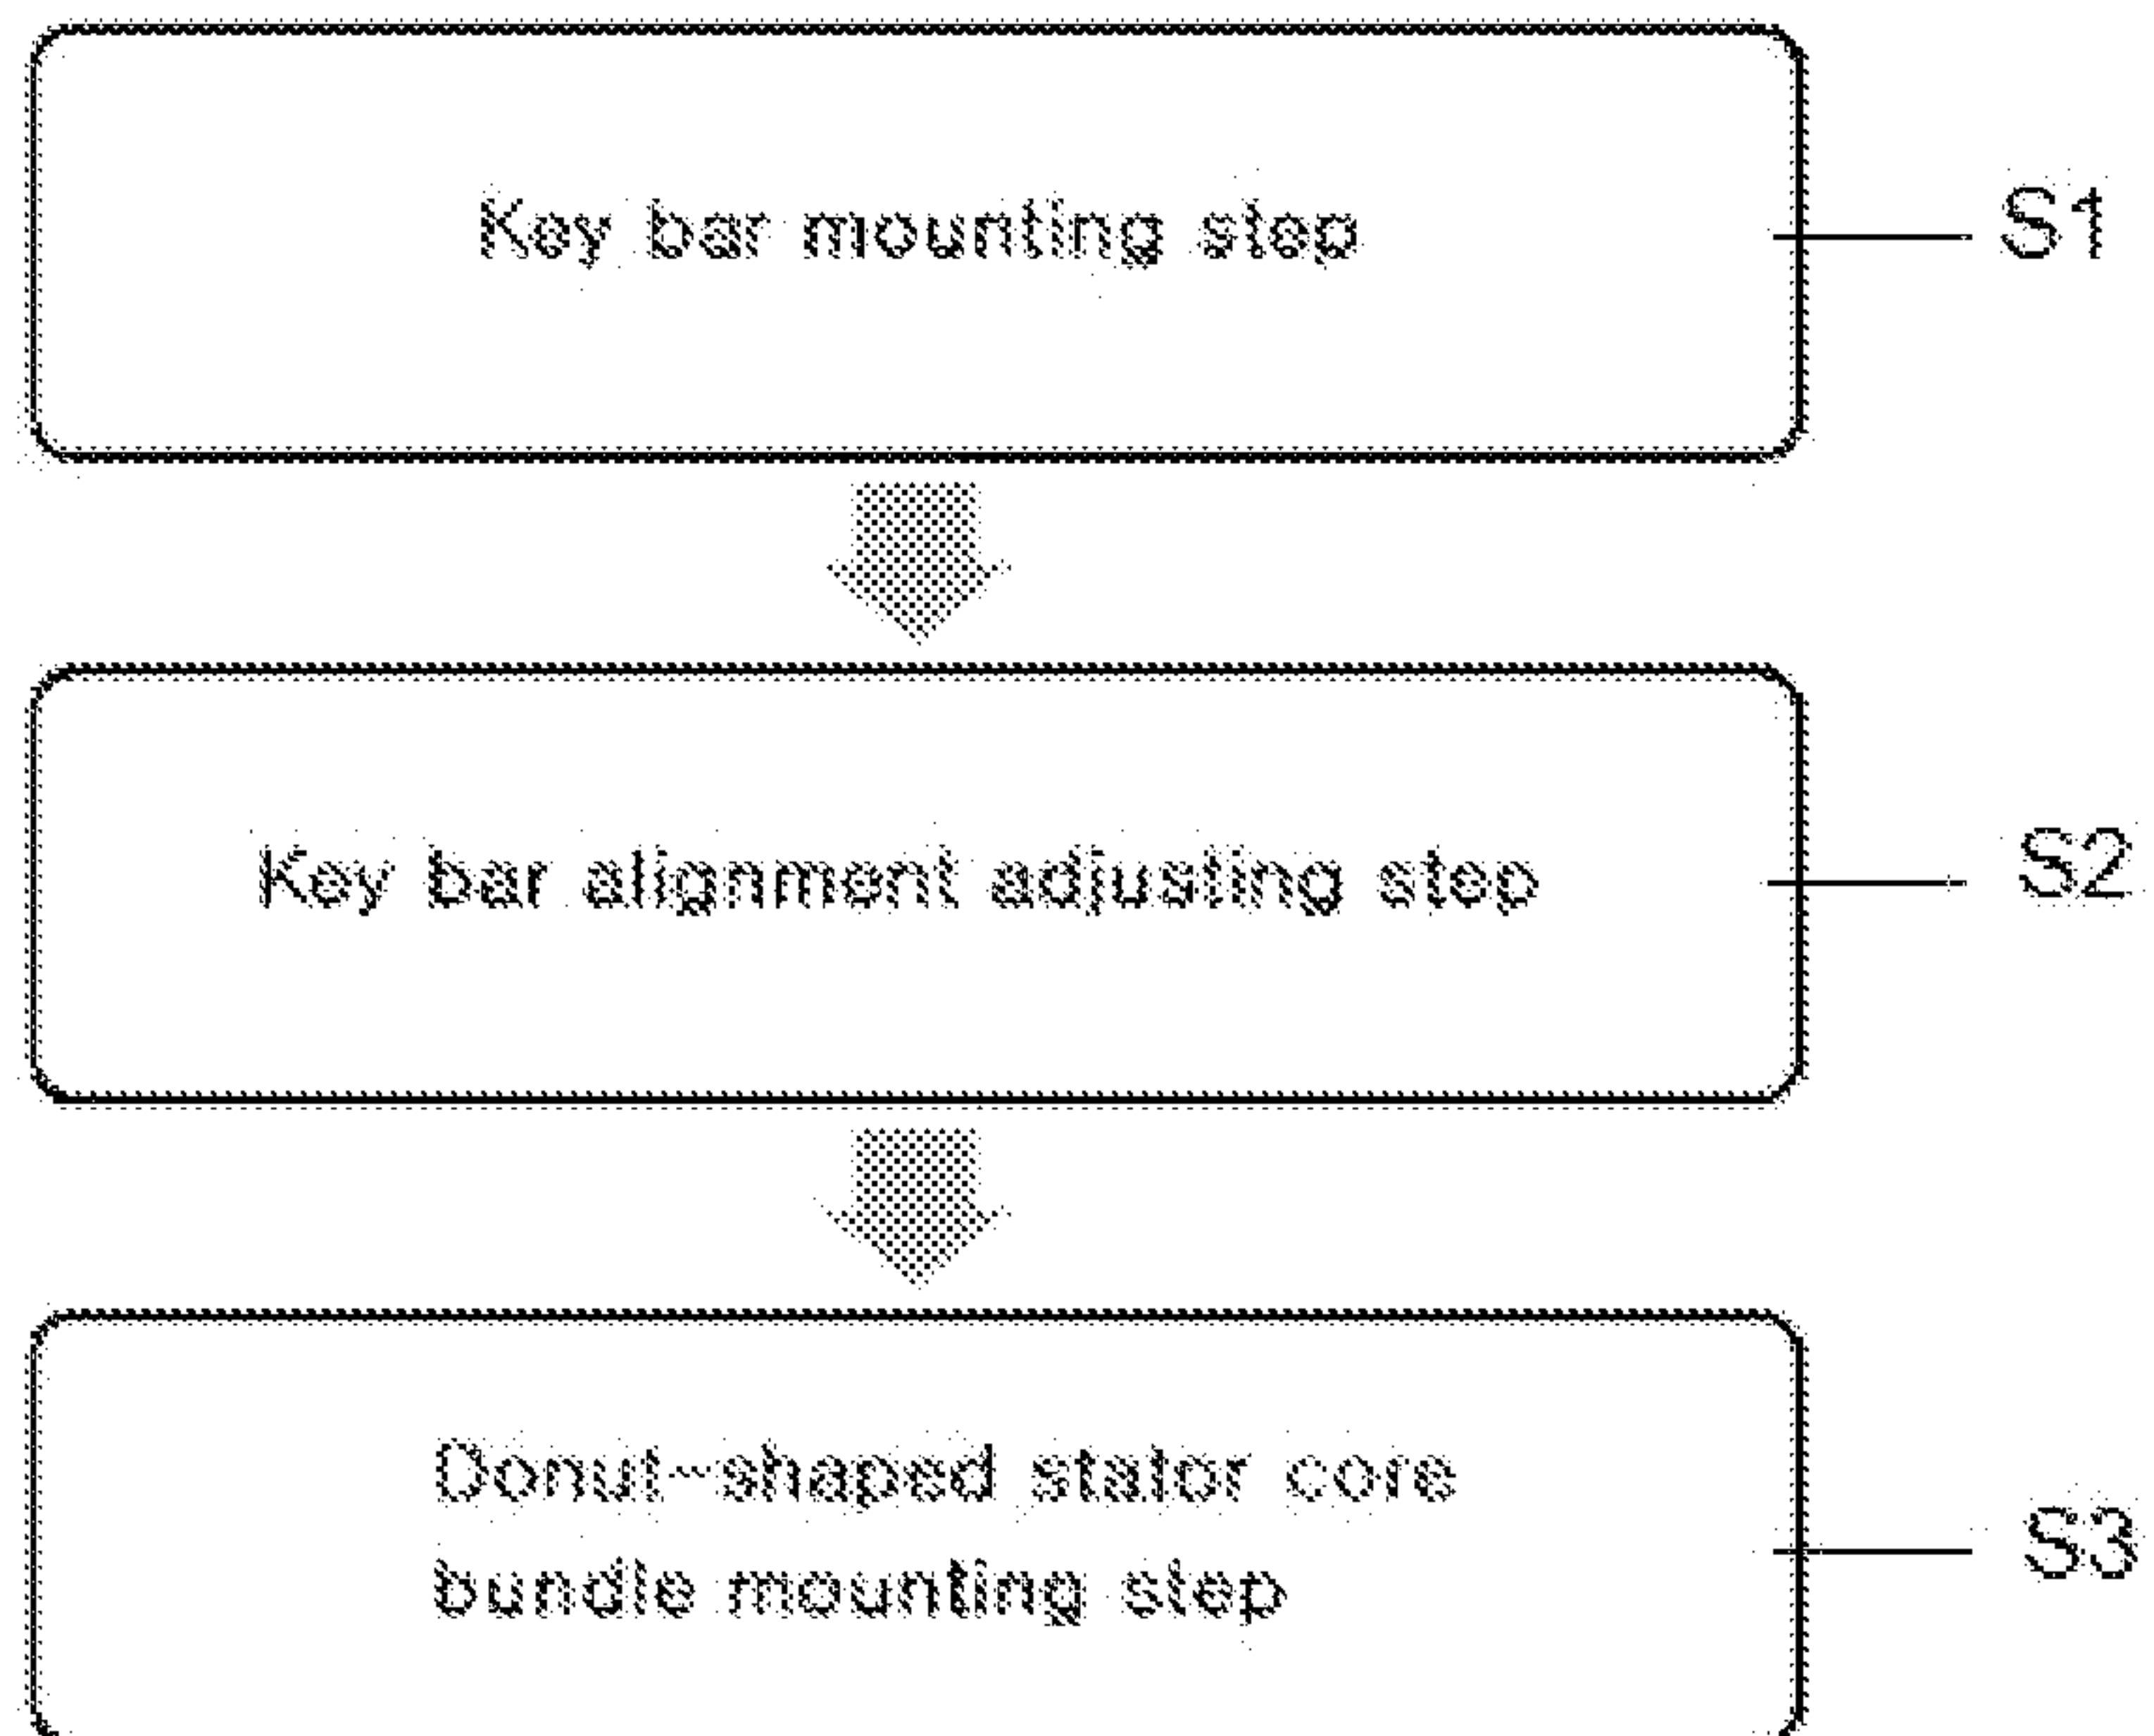 Key bar mounting step
S1
Key bar alignment adjusting step
S2
Donut-shaped stator core
bundle mounting step
S3